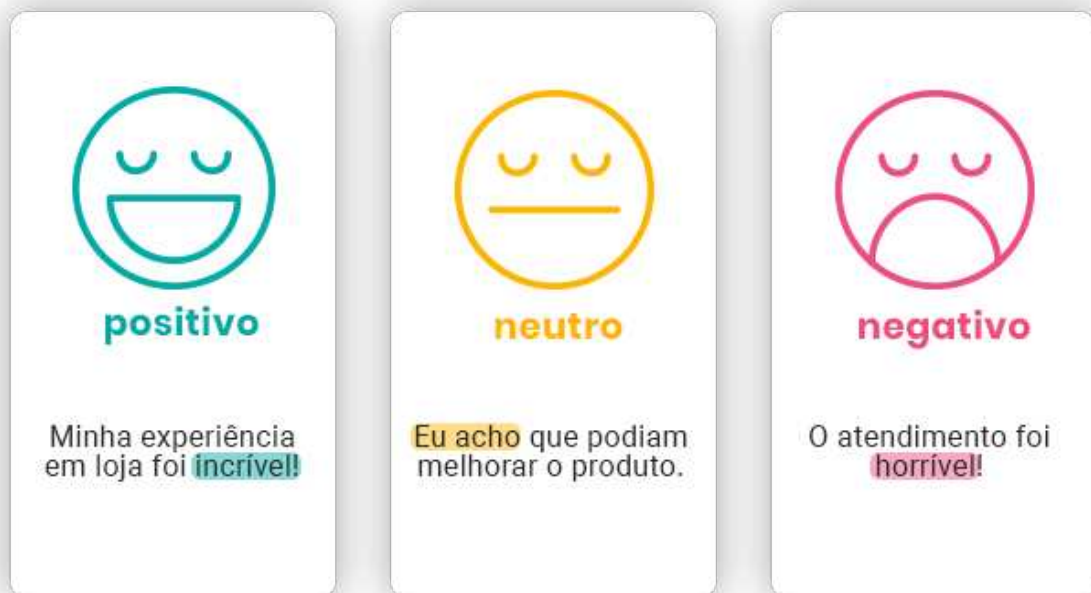 positivo
Minha experiência
em loja foi incrível!
neutro
Eu acho que podiam
melhorar o produto.
negativo
O atendimento foi
horrível!